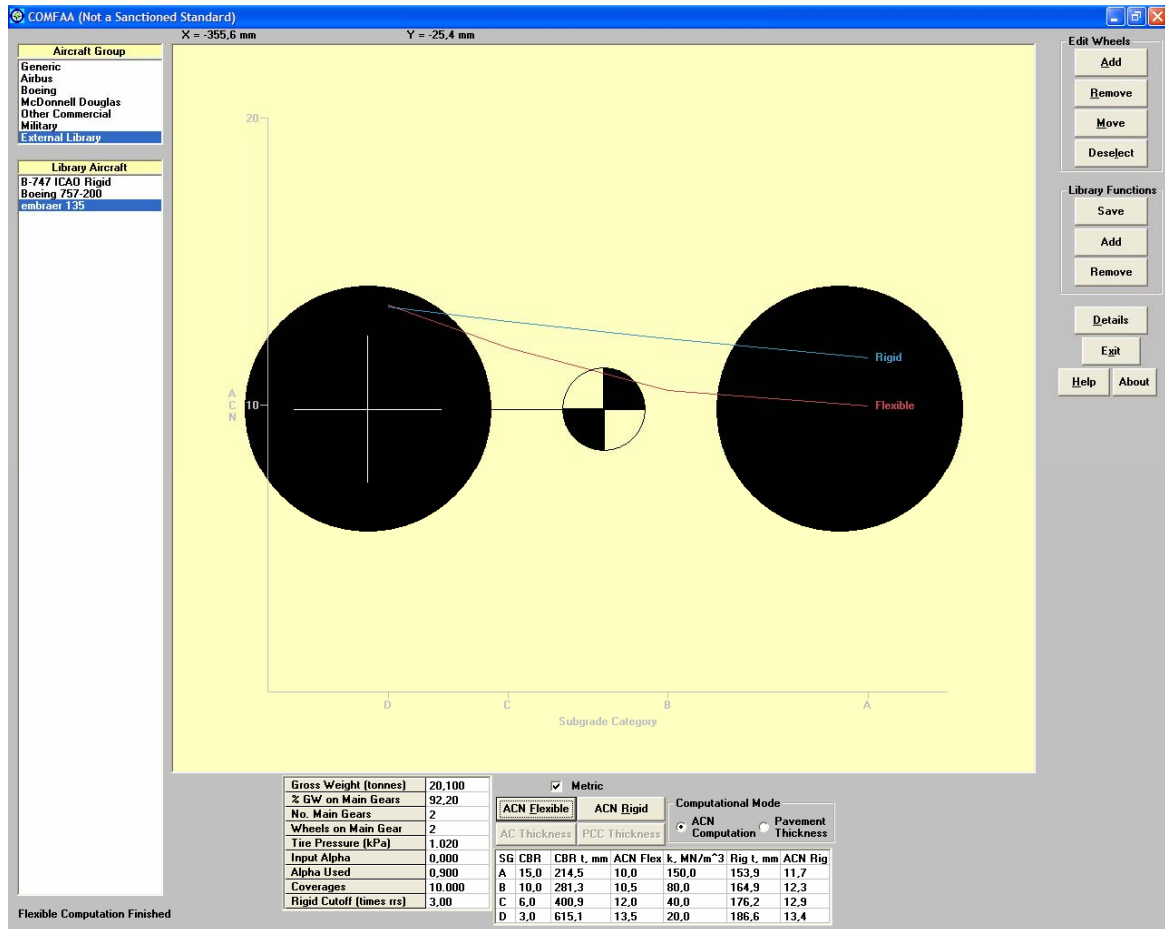 COMFAA (Not a Sanctioned Standard)
X = -355,6 mm Y = -25,4 mm
Aircraft Group
Generic
Airbus
Boeing
McDonnell Douglas
Other Commercial
Military
External Library
Library Aircraft
B-747 ICAO Rigid
Boeing 757-200
embraer 135
20
10
A
C
N
Rigid
Flexible
D C B A
Subgrade Category
Edit Wheels
Add
Remove
Move
Deselect
Library Functions
Save
Add
Remove
Details
Exit
Help About
Gross Weight (tonnes) 20,100
% GW on Main Gears 92,20
No. Main Gears 2
Wheels on Main Gear 2
Tire Pressure (kPa) 1.020
Input Alpha 0,000
Alpha Used 0,900
Coverages 10.000
Rigid Cutoff (times rrs) 3,00
Metric
ACN Flexible ACN Rigid
AC Thickness PCC Thickness
Computational Mode
ACN Computation
Pavement Thickness
SG CBR CBR t, mm ACN Flex k, MN/m^3 Rig t, mm ACN Rig
A 15,0 214,5 10,0 150,0 153,9 11,7
B 10,0 281,3 10,5 80,0 164,9 12,3
C 6,0 400,9 12,0 40,0 176,2 12,9
D 3,0 615,1 13,5 20,0 186,6 13,4
Flexible Computation Finished